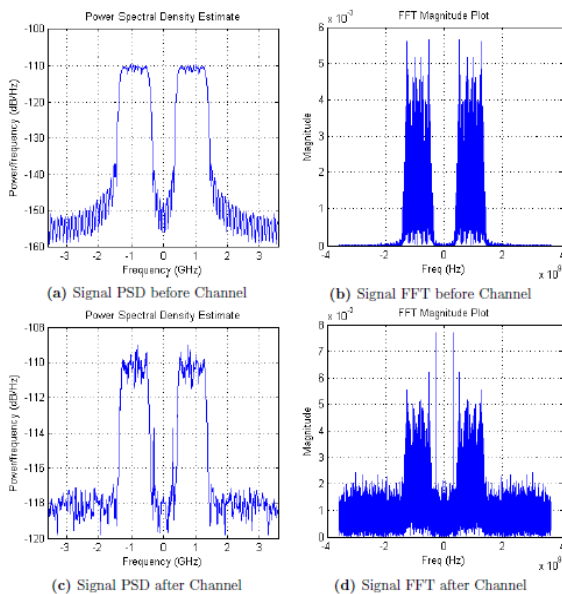 Power Spectral Density Estimate
FFT Magnitude Plot
-100
-110
-120
-130
-140
-150
-160
Power/frequency (dB/Hz)
-3 -2 -1 0 1 2 3
Frequency (GHz)
x 10⁻³
6
5
4
3
2
1
0
Magnitude
-4 -2 0 2 4
Freq (Hz)
x 10⁹
(a) Signal PSD before Channel
(b) Signal FFT before Channel
Power Spectral Density Estimate
FFT Magnitude Plot
-108
-110
-112
-114
-116
-118
-120
Power/frequency (dB/Hz)
-3 -2 -1 0 1 2 3
Frequency (GHz)
x 10⁻³
8
7
6
5
4
3
2
1
0
Magnitude
-4 -2 0 2 4
Freq (Hz)
x 10⁹
(c) Signal PSD after Channel
(d) Signal FFT after Channel